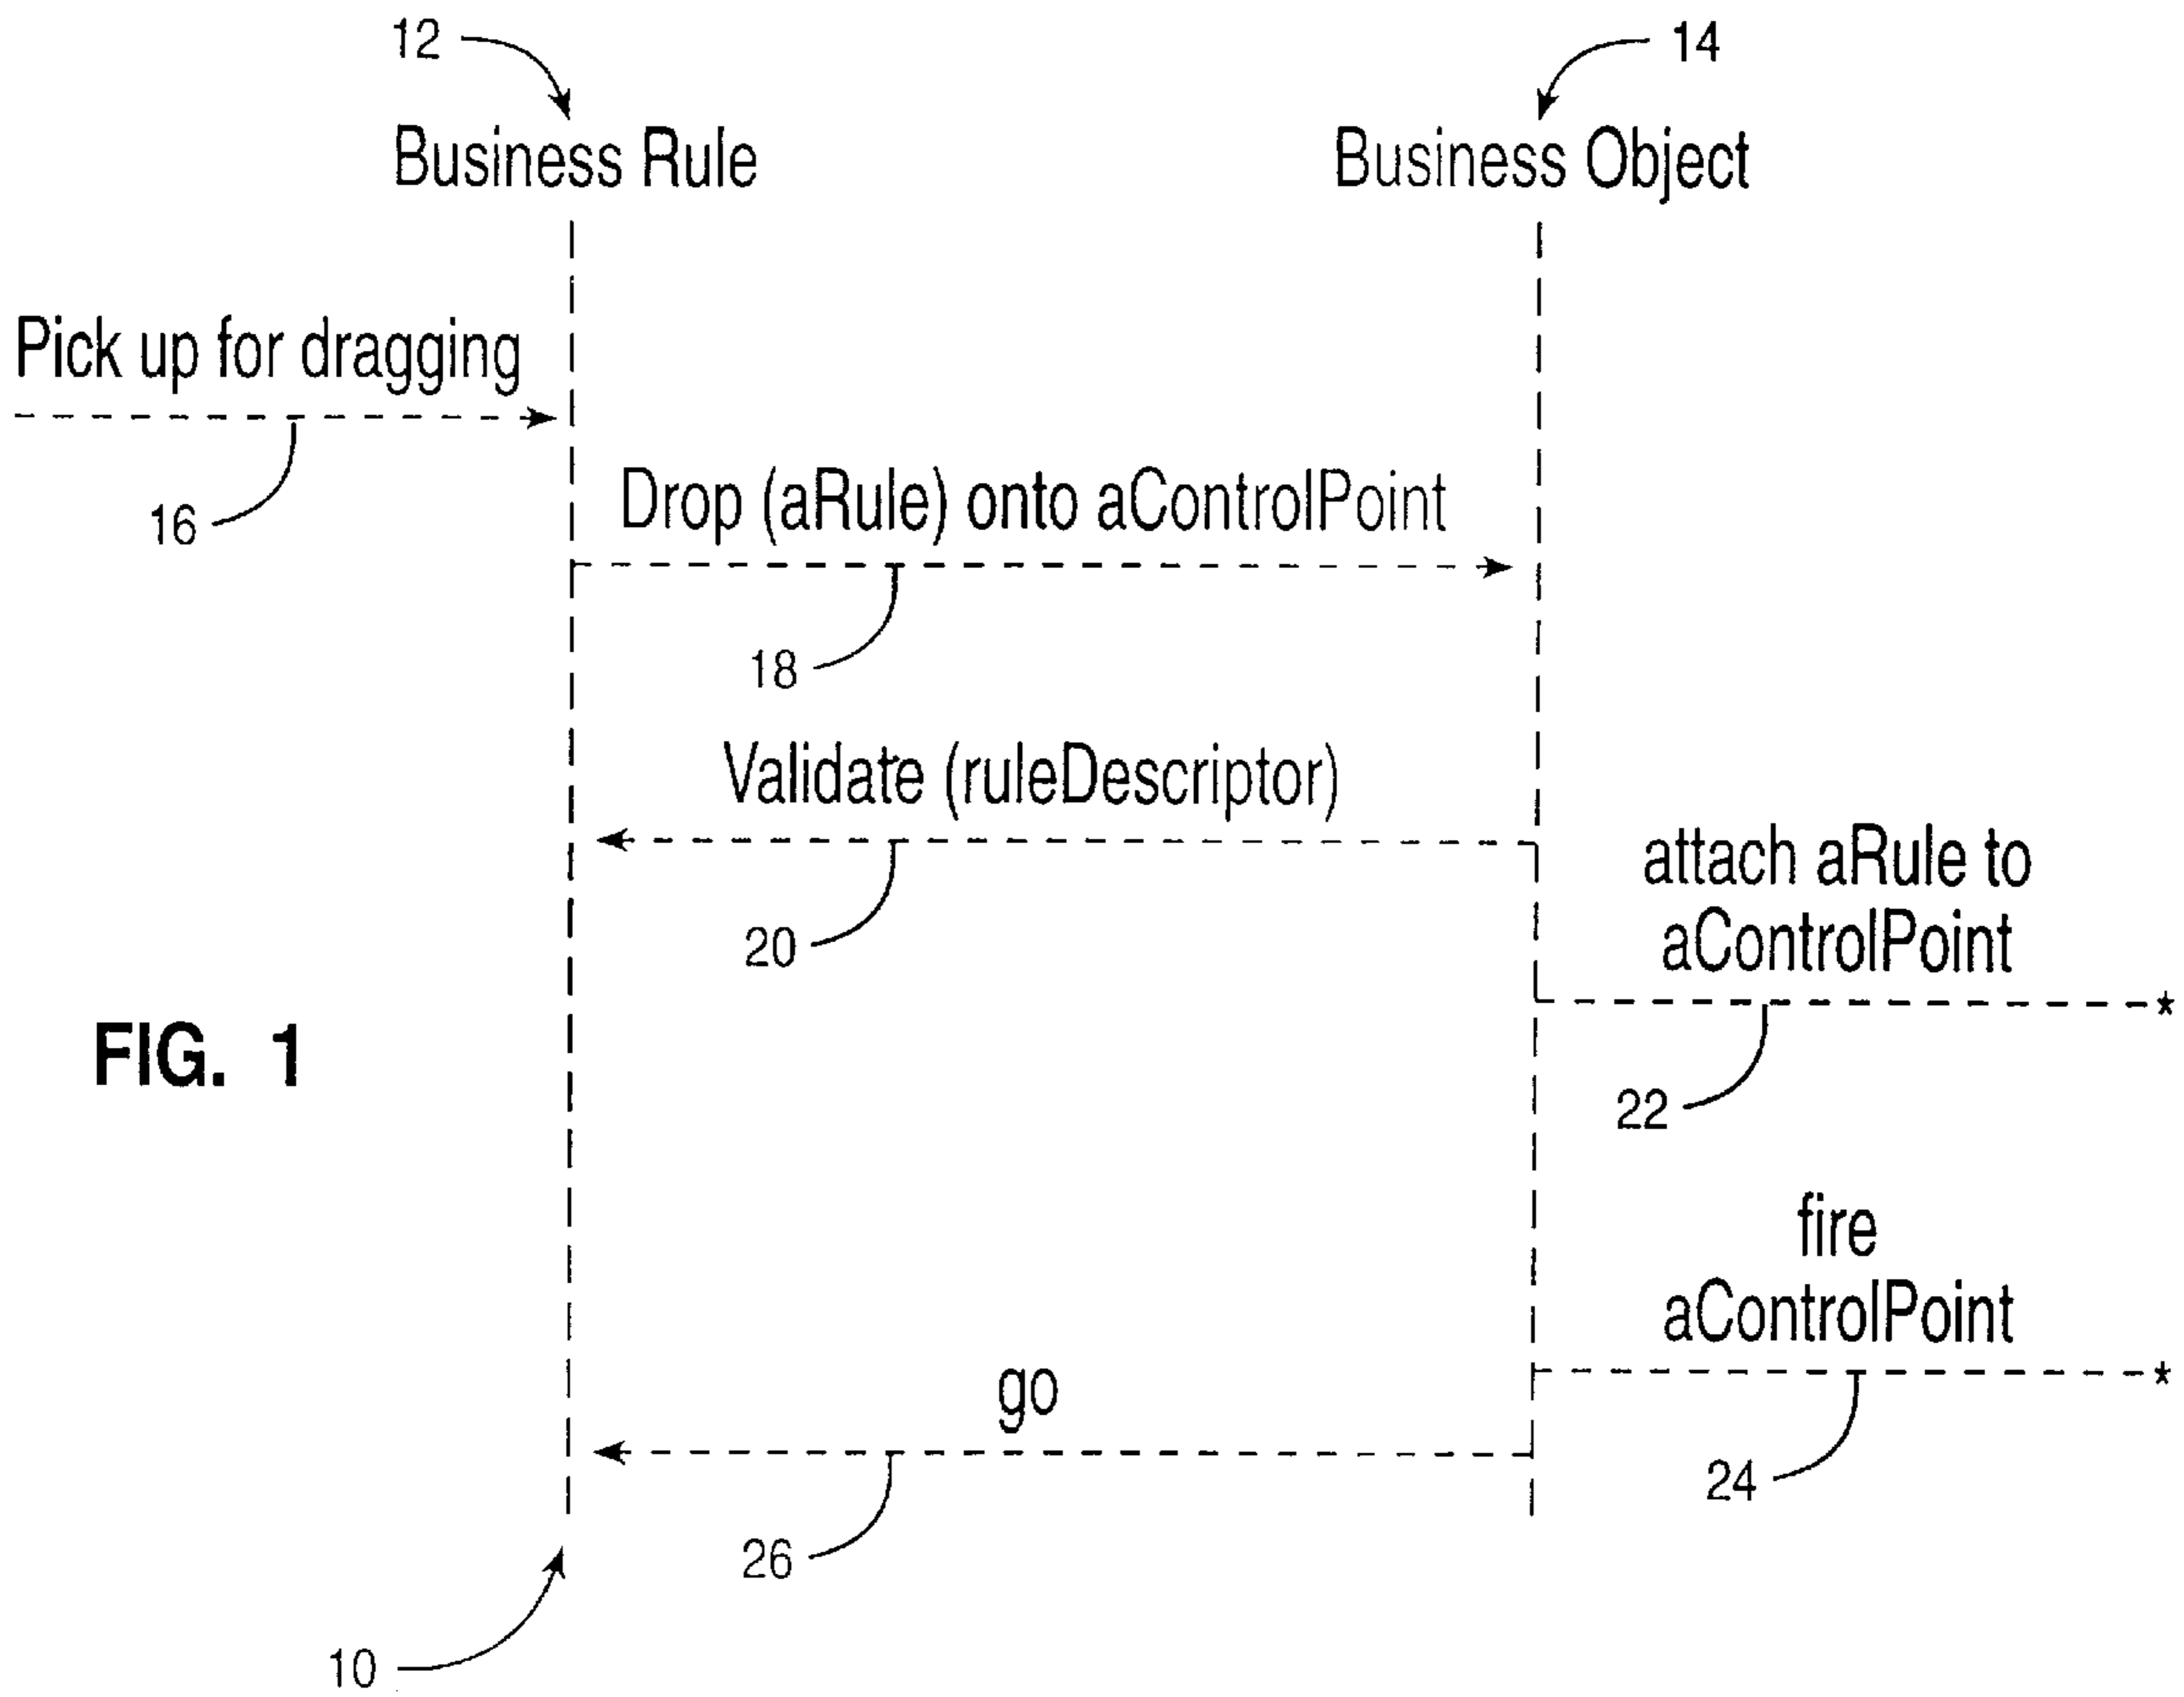 12
14
Business Rule
Business Object
Pick up for dragging
16
Drop (aRule) onto aControlPoint
18
Validate (ruleDescriptor)
20
attach aRule to
aControlPoint
*
22
FIG. 1
fire
aControlPoint
*
24
go
26
10